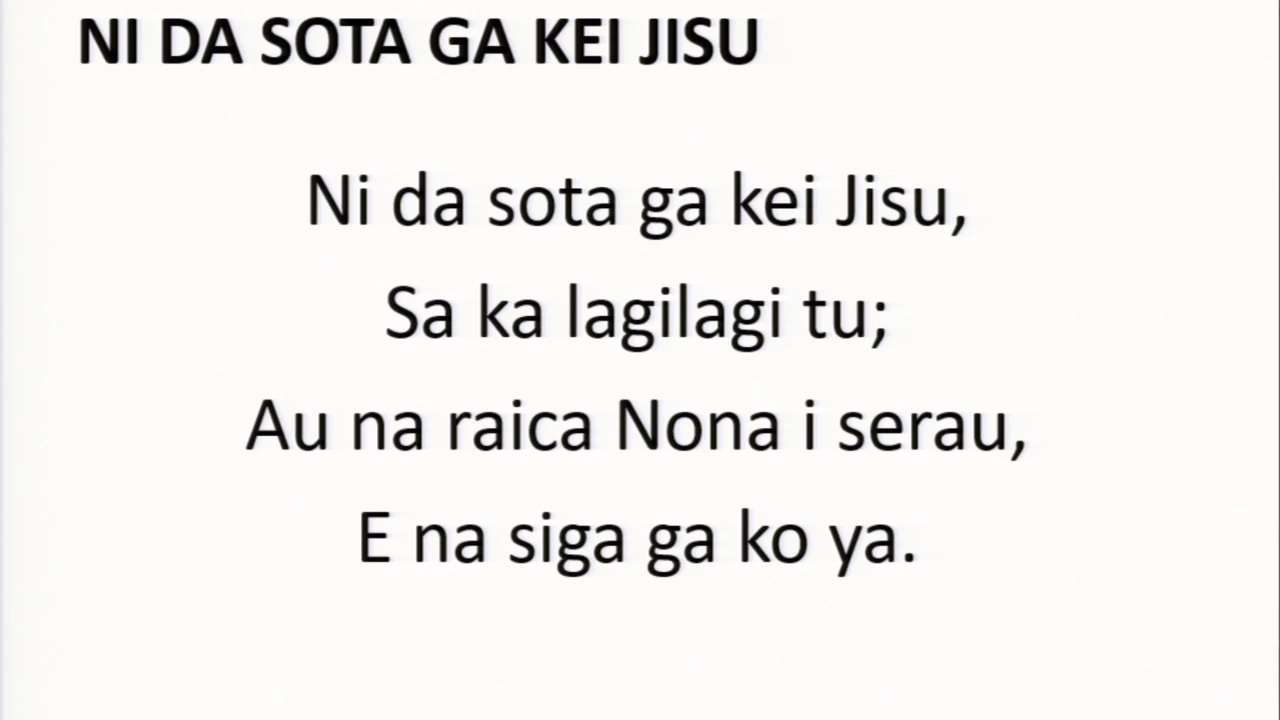 NI DA SOTA GA KEI JISU
Ni da sota ga kei Jisu,
Sa ka lagilagi tu;
Au na raica Nona i serau,
E na siga ga ko ya.